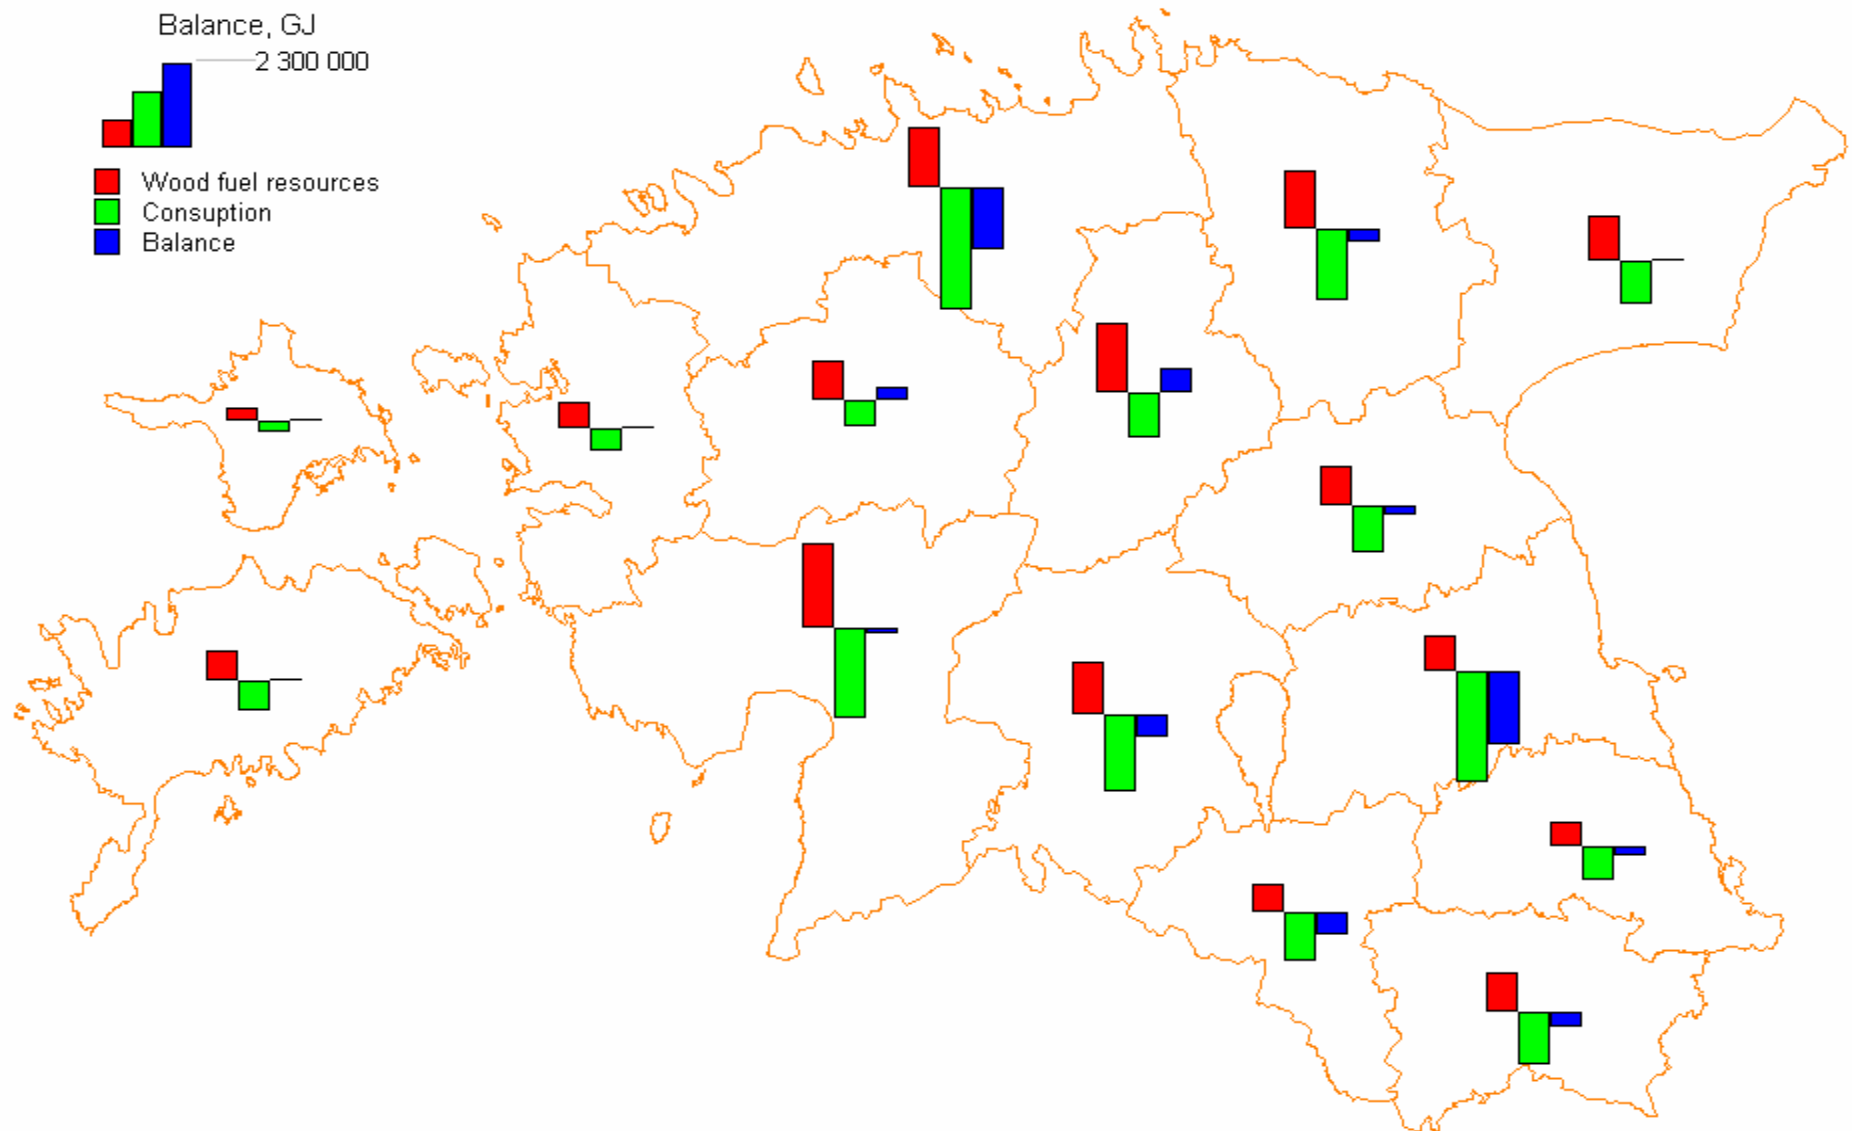 Balance, GJ
2 300 000
Wood fuel resources
Consuption
Balance